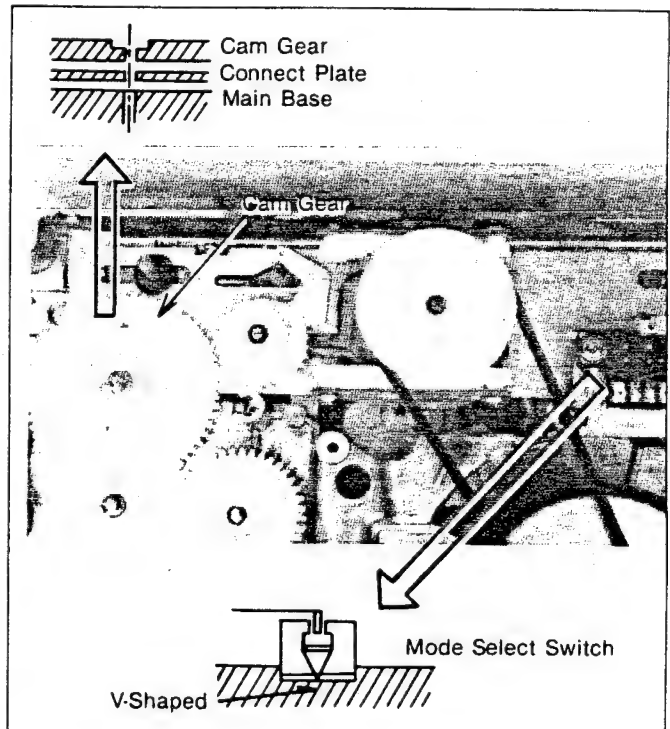 Cam Gear
Connect Plate
Main Base
Cam Gear
Mode Select Switch
V-Shaped